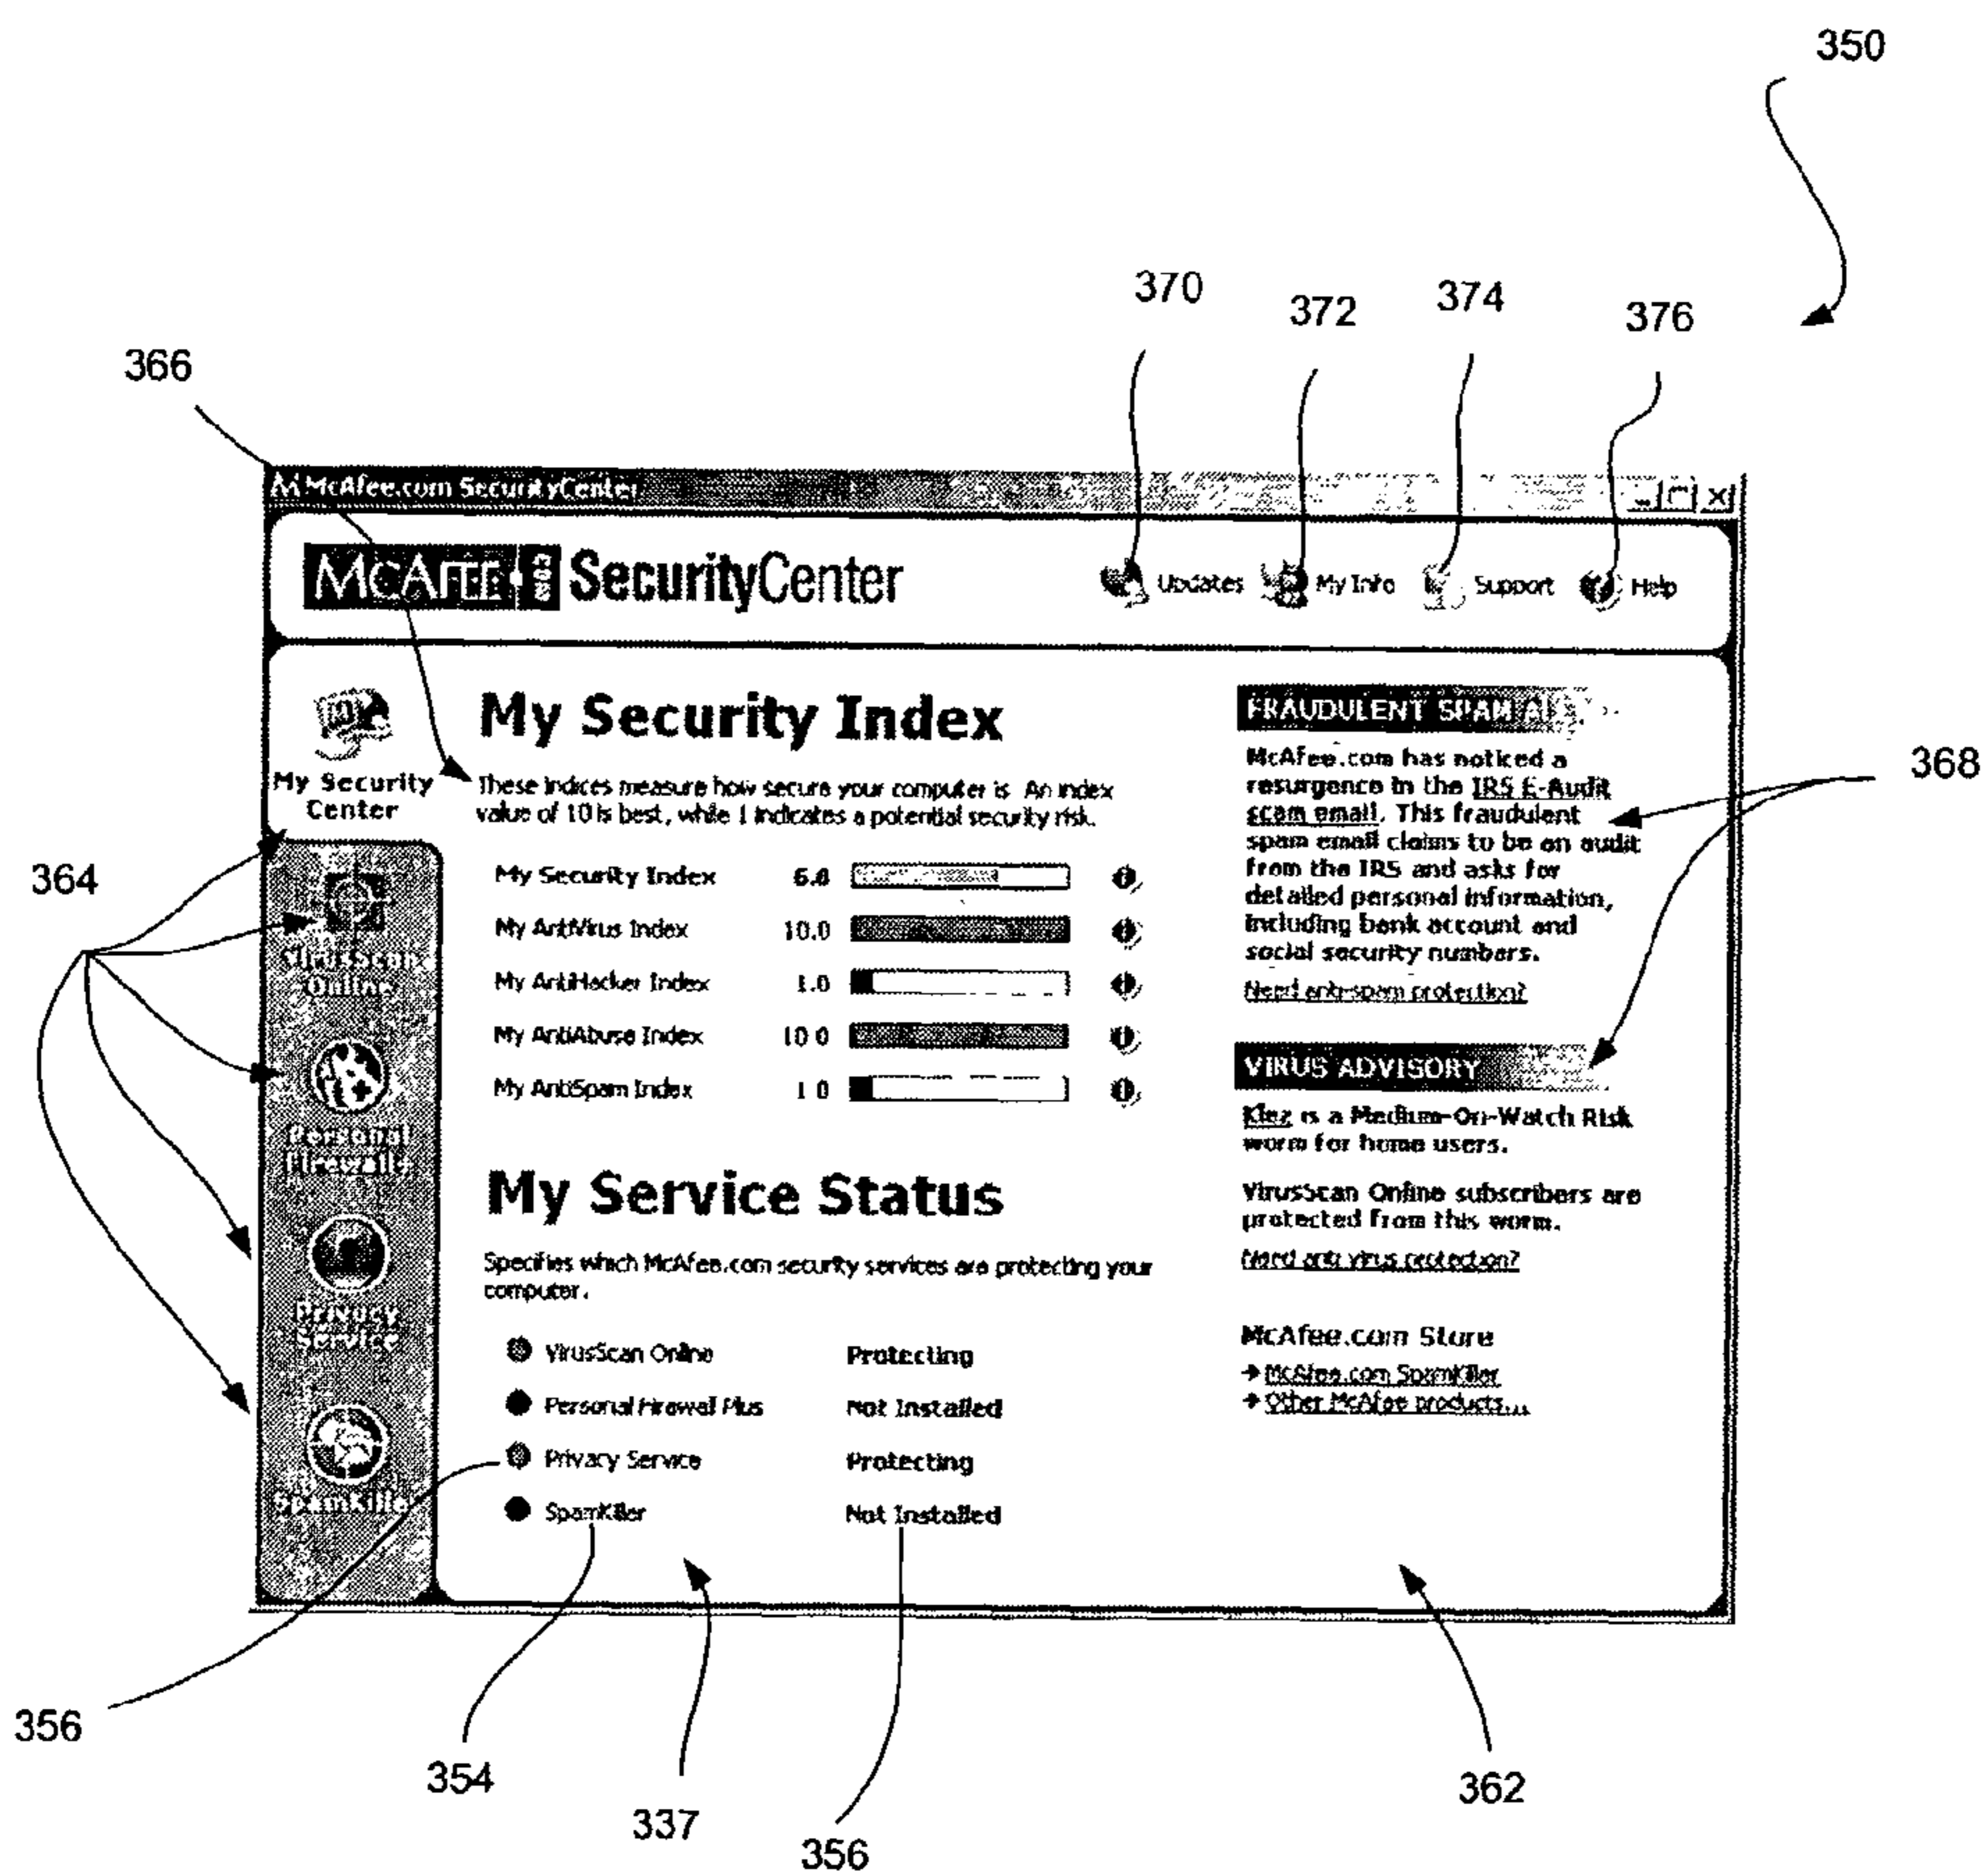 350
370
372
374
376
366
McAfee.com SecurityCenter
McAFEE .COM SecurityCenter
Updates
My Info
Support
Help
My Security
Center
364
VirusScan
Online
Personal
Firewall
Privacy
Service
SpamKiller
My Security Index
These indices measure how secure your computer is. An index
value of 10 is best, while 1 indicates a potential security risk.
My Security Index
My AntiVirus Index 10.0
My AntiHacker Index 1.0
My AntiAbuse Index 10.0
My AntiSpam Index 1.0
My Service Status
Specifies which McAfee.com security services are protecting your
computer.
VirusScan Online Protecting
Personal Firewall Plus Not Installed
Privacy Service Protecting
SpamKiller Not Installed
FRAUDULENT SPAM
McAfee.com has noticed a
resurgence in the IRS E-Audit
scam email. This fraudulent
spam email claims to be an audit
from the IRS and asks for
detailed personal information,
including bank account and
social security numbers.
Need anti-spam protection?
368
VIRUS ADVISORY
Klez is a Medium-On-Watch Risk
worm for home users.
VirusScan Online subscribers are
protected from this worm.
Need anti virus protection?
McAfee.com Store
McAfee.com SpamKiller
Other McAfee products...
356
354
337
356
362